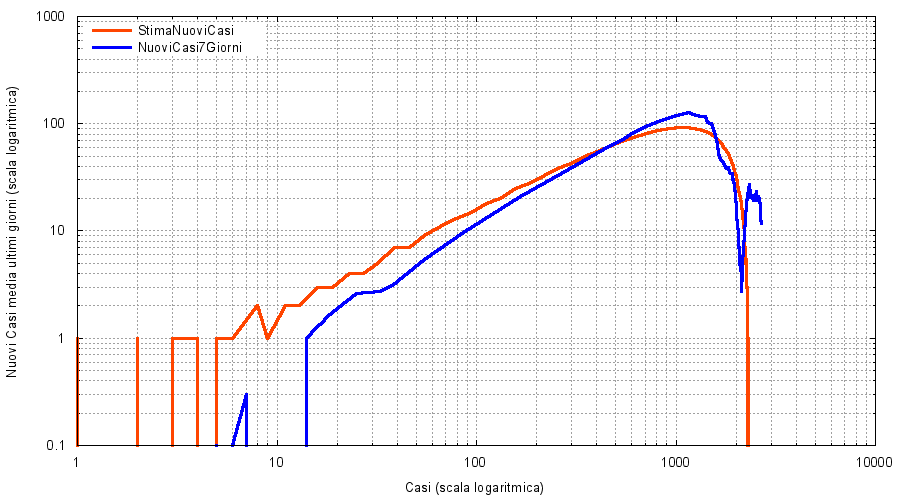 1000
StimaNuoviCasi
NuoviCasi7Giorni
100
10
1
0.1
Nuovi Casi media ultimi giorni (scala logaritmica)
1 10 100 1000 10000
Casi (scala logaritmica)